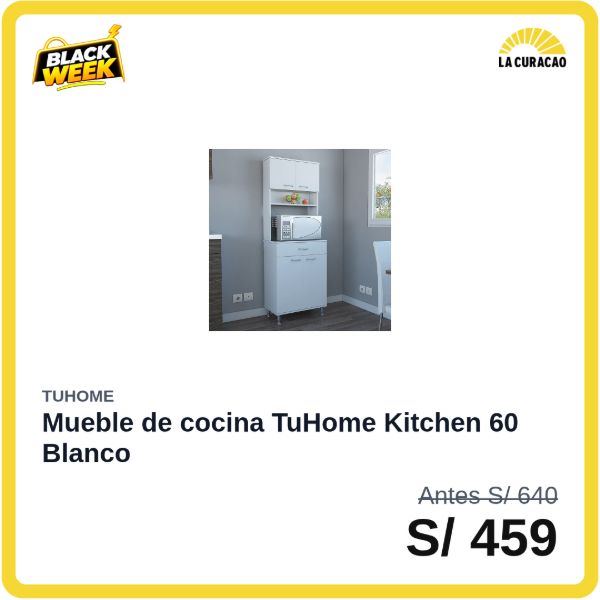 BLACK
WEEK
LA CURACAO
TUHOME
Mueble de cocina TuHome Kitchen 60
Blanco
Antes S/ 640
S/ 459